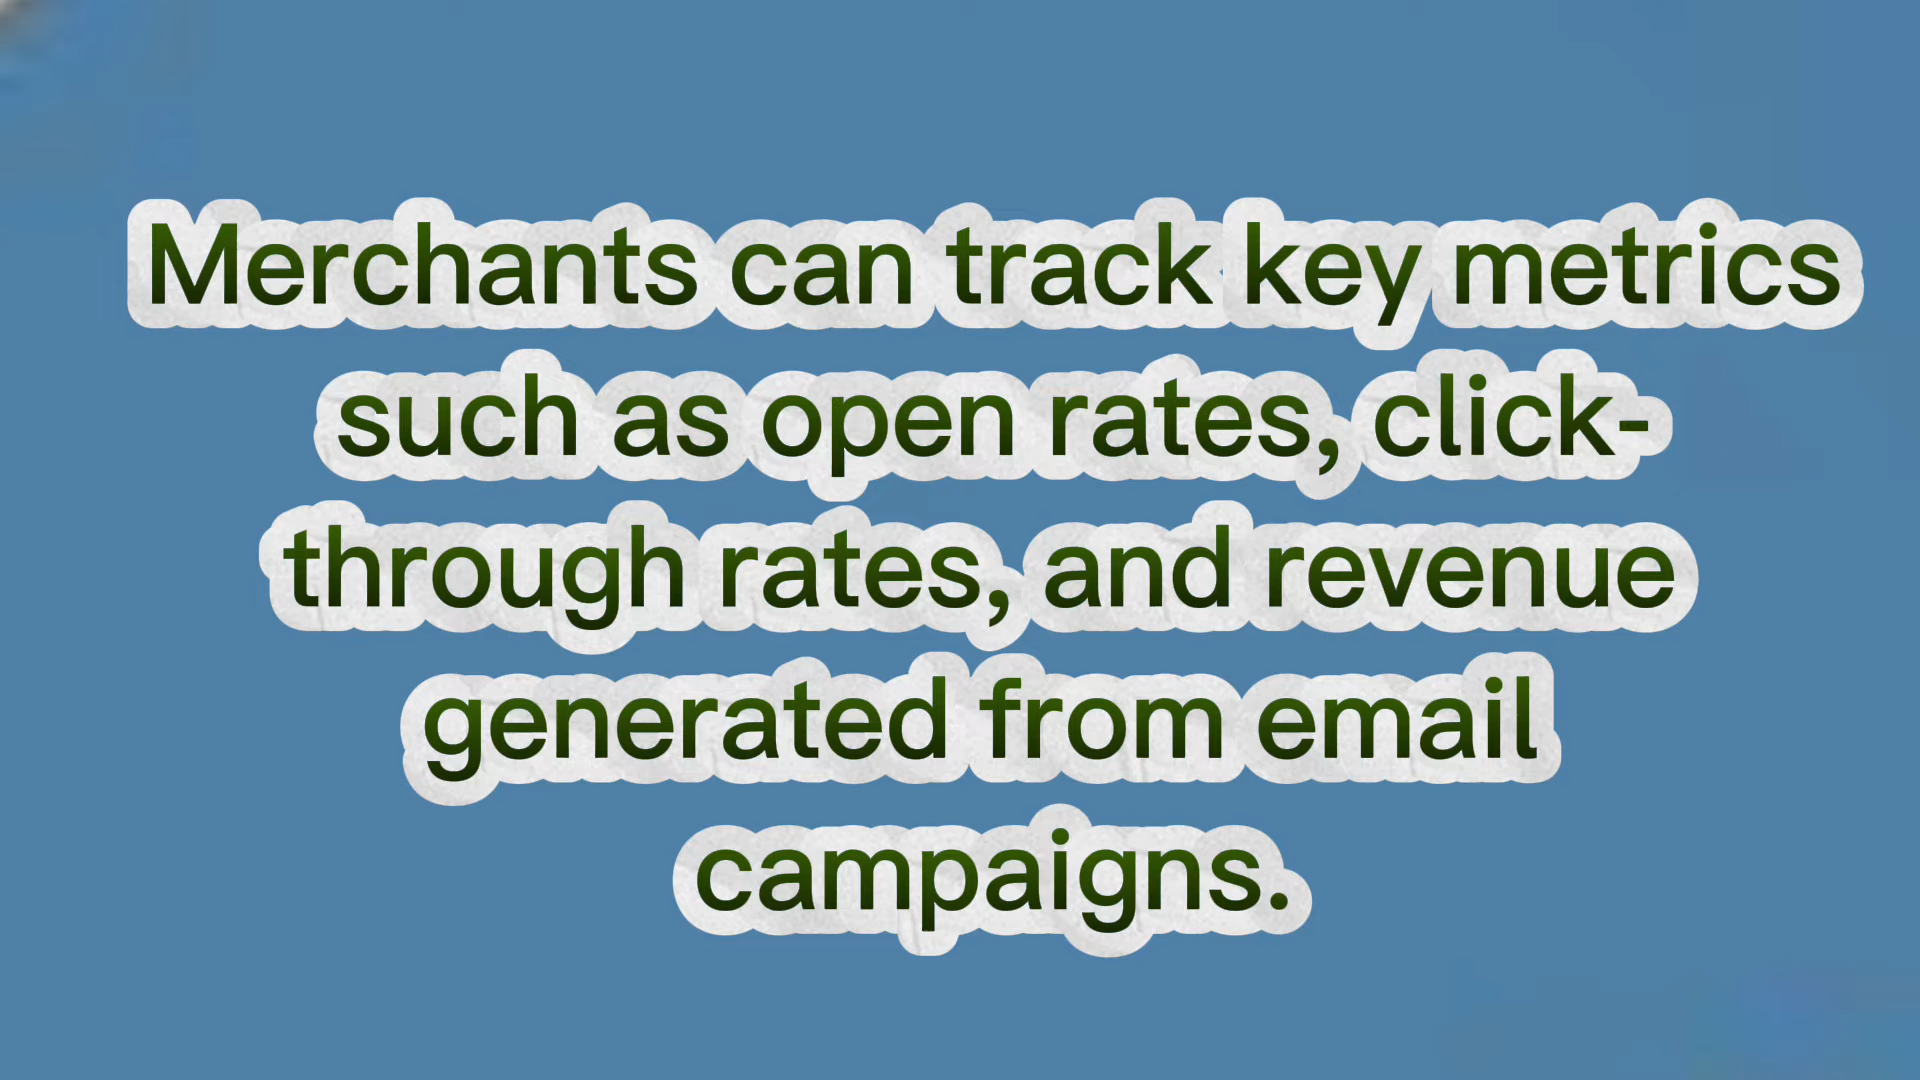 Merchants can track key metrics
such as open rates, click-
through rates, and revenue
generated from email
campaigns.